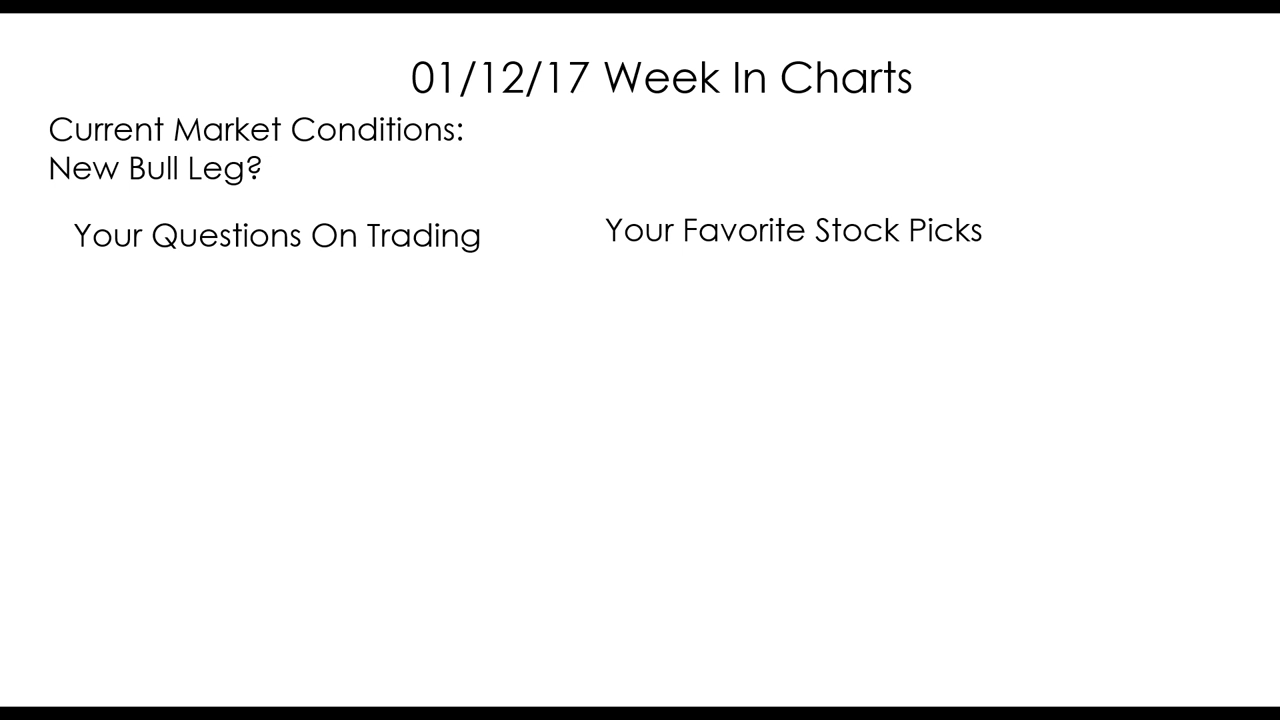 01/12/17 Week In Charts
Current Market Conditions:
New Bull Leg?
Your Questions On Trading
Your Favorite Stock Picks